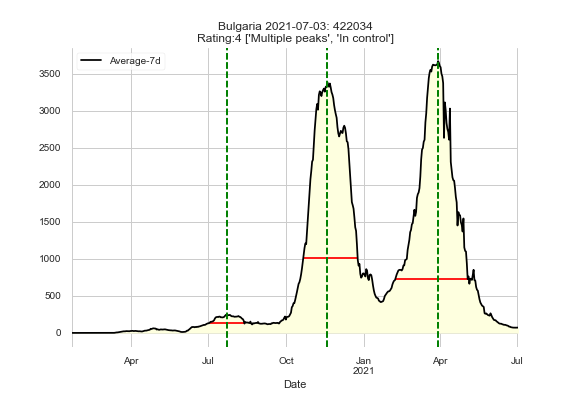 Bulgaria 2021-07-03: 422034
Rating:4 ['Multiple peaks', 'In control']
Average-7d
3500
3000
2500
2000
1500
1000
500
0
Apr Jul Oct Jan Apr Jul
2021
Date